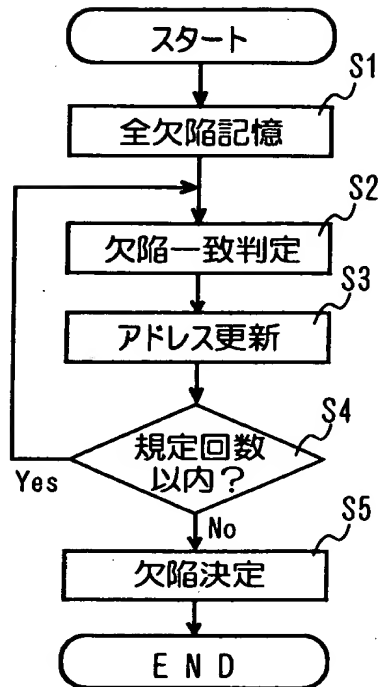 スタート
S1
全欠陥記憶
S2
欠陥一致判定
S3
アドレス更新
S4
規定回数
以内?
Yes
No
S5
欠陥決定
END